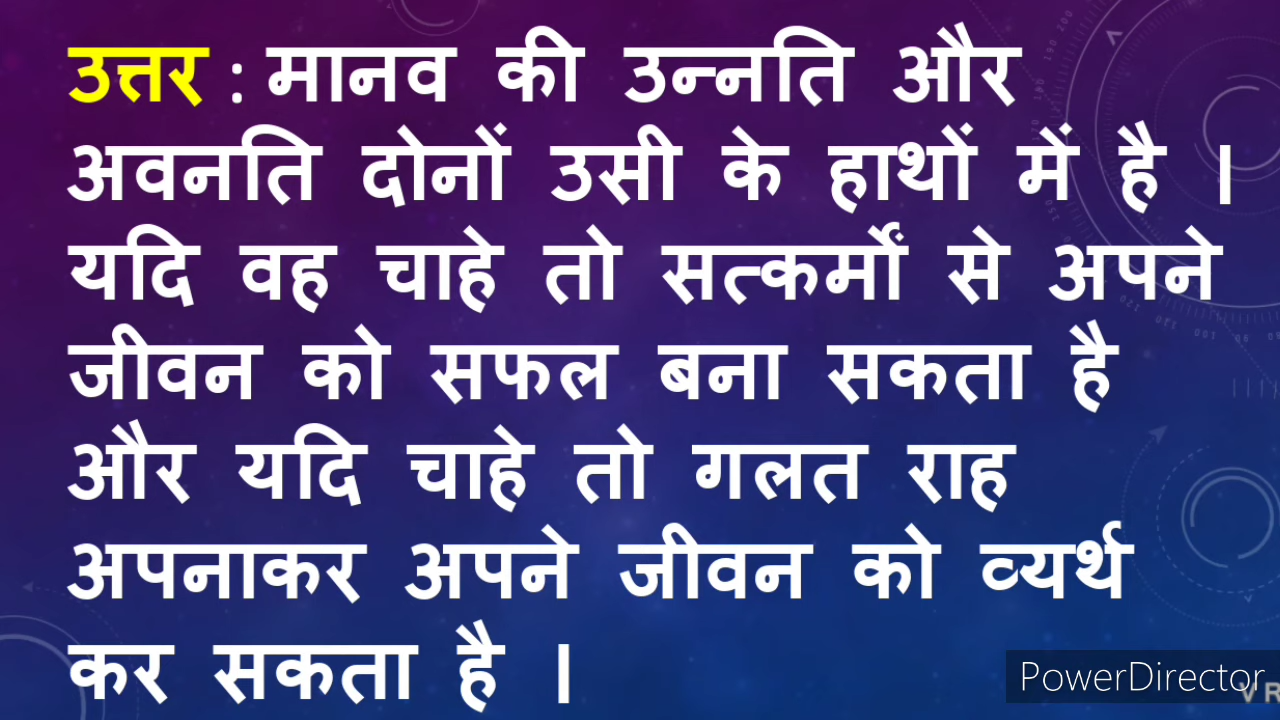 उत्तर : मानव की उन्नति और
अवनति दोनों उसी के हाथों में है ।
यदि वह चाहे तो सत्कर्मों से अपने
जीवन को सफल बना सकता है
और यदि चाहे तो गलत राह
अपनाकर अपने जीवन को व्यर्थ
कर सकता है ।
PowerDirector